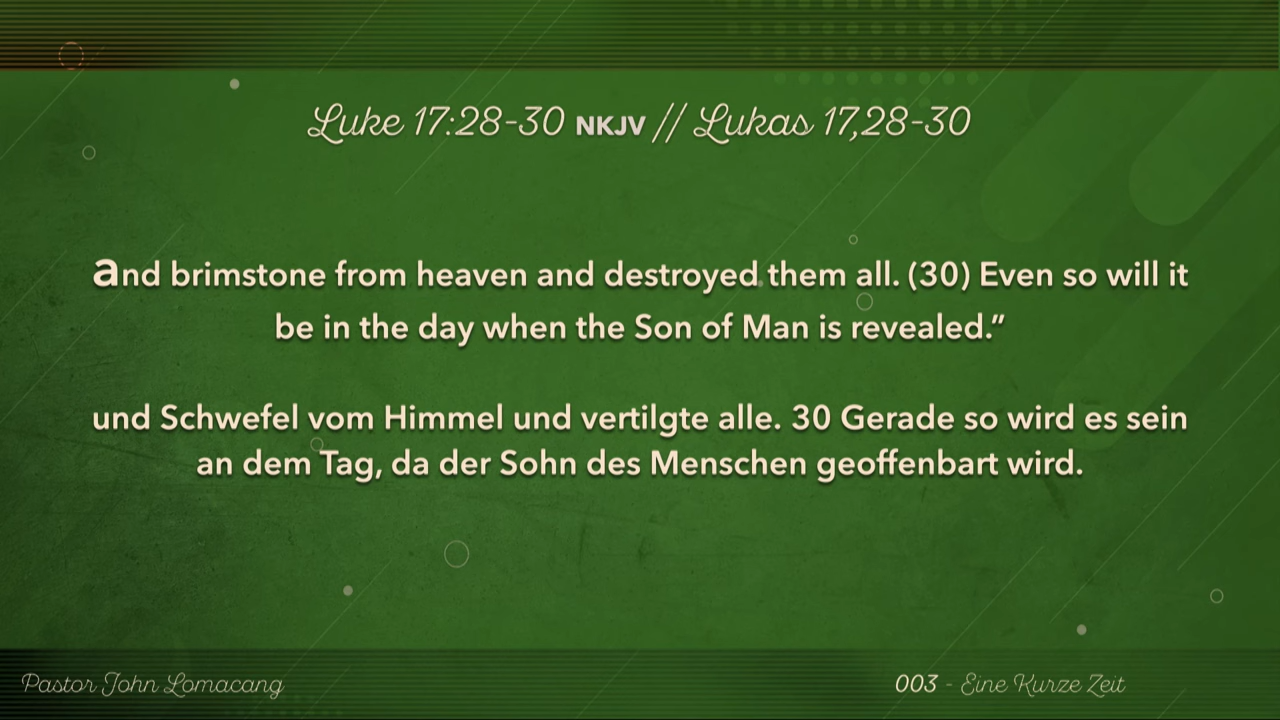 Luke 17:28-30 NKJV // Lukas 17,28-30
and brimstone from heaven and destroyed them all. (30) Even so will it
be in the day when the Son of Man is revealed.”
und Schwefel vom Himmel und vertilgte alle. 30 Gerade so wird es sein
an dem Tag, da der Sohn des Menschen geoffenbart wird.
Pastor John Lomacang
003 - Eine Kurze Zeit